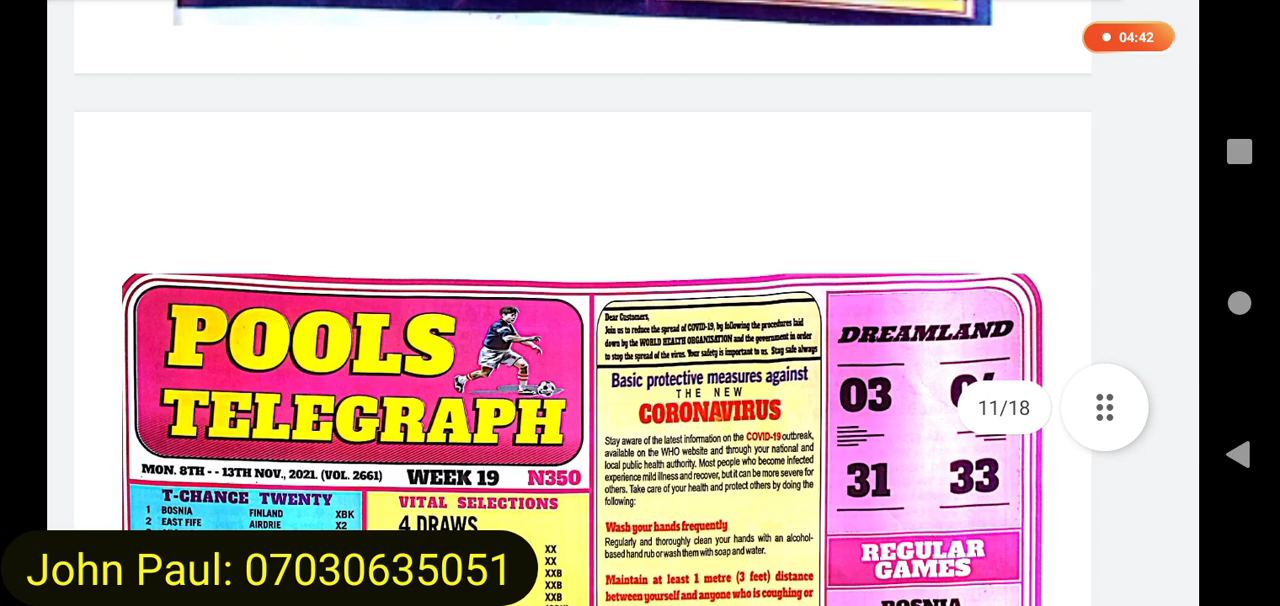 04:42
POOLS
TELEGRAPH
MON. 8TH - - 13TH NOV., 2021. (VOL. 2661) WEEK 19 N350
T-CHANCE TWENTY
1 BOSNIA FINLAND XBK
2 EAST FIFE AIRDRIE X2
VITAL SELECTIONS
4 DRAWS
XX
XX
XXB
XXB
XXB
Dear Customers,
Join us to reduce the spread of COVID-19, by following the procedures laid
down by the WORLD HEALTH ORGANISATION and the government in order
to stop the spread of the virus. Your safety is important to us. Stay safe always
Basic protective measures against
THE NEW
CORONAVIRUS
Stay aware of the latest information on the COVID-19 outbreak,
available on the WHO website and through your national and
local public health authority. Most people who become infected
experience mild illness and recover, but it can be more severe for
others. Take care of your health and protect others by doing the
following:
Wash your hands frequently
Regularly and thoroughly clean your hands with an alcohol-
based hand rub or wash them with soap and water.
Maintain at least 1 metre (3 feet) distance
between yourself and anyone who is coughing or
DREAMLAND
03
31 33
REGULAR
GAMES
BOSNIA
11/18
John Paul: 07030635051